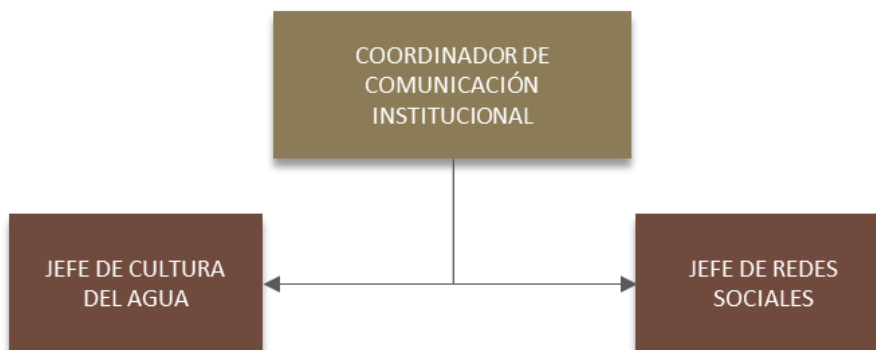 COORDINADOR DE
COMUNICACIÓN
INSTITUCIONAL
JEFE DE CULTURA
DEL AGUA
JEFE DE REDES
SOCIALES